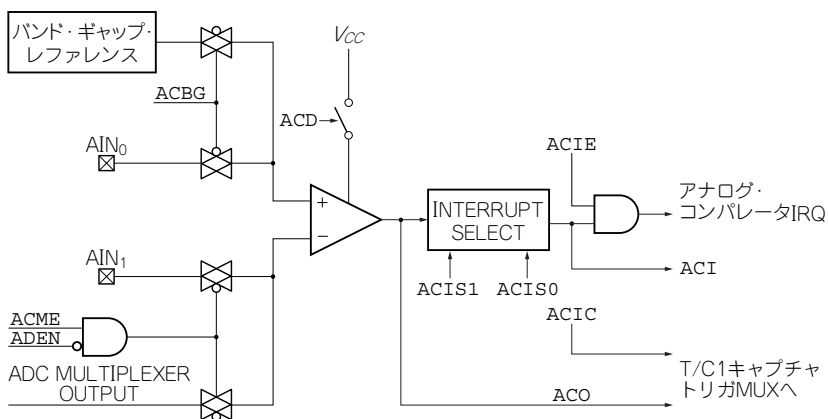 バンド・ギャップ・
レファレンス
ACBG
AIN0
VCC
ACD
ACIE
アナログ・
コンパレータIRQ
INTERRUPT
SELECT
+
−
AIN1
ACIS1 ACIS0
ACI
ACME
ADEN
ACIC
ADC MULTIPLEXER
OUTPUT
ACO
T/C1キャプチャ
トリガMUXへ